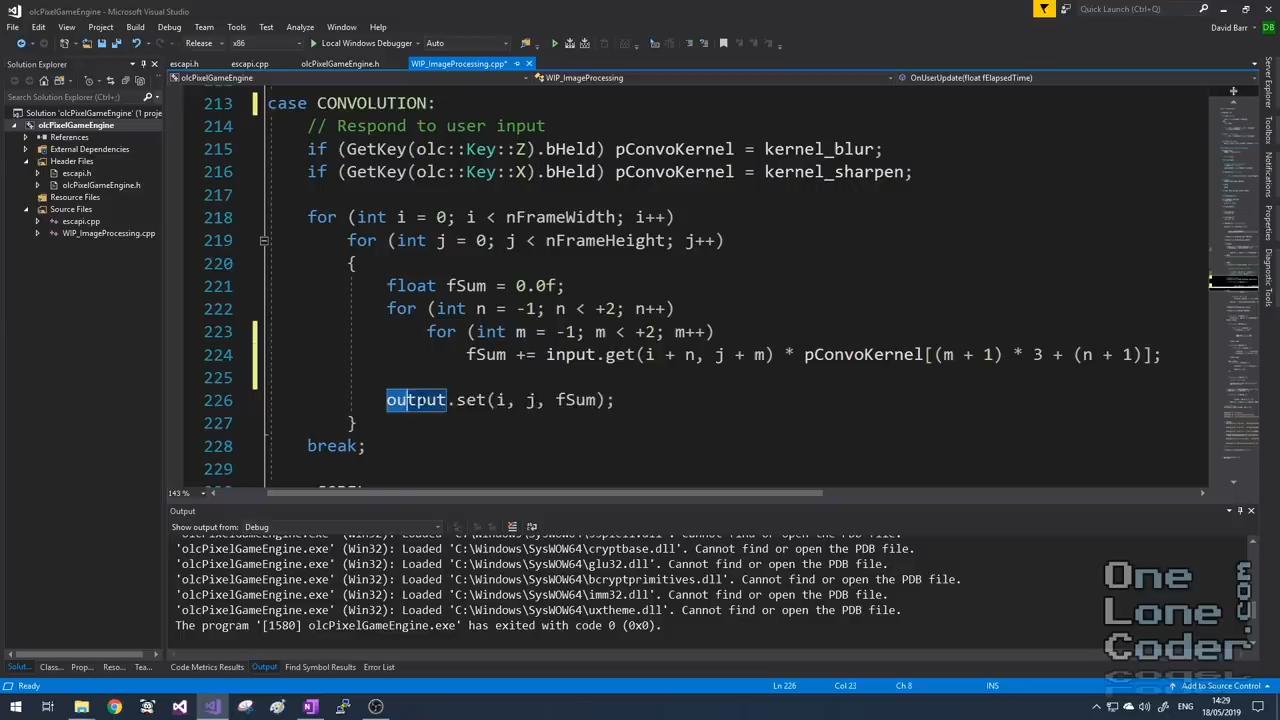 olcPixelGameEngine - Microsoft Visual Studio
Quick Launch (Ctrl+Q)
File Edit View Project Build Debug Team Tools Test Analyze Window Help
David Barr DB
Release x86 Local Windows Debugger Auto
Solution Explorer
escapi.h escapi.cpp olcPixelGameEngine.h WIP_ImageProcessing.cpp*
olcPixelGameEngine WIP_ImageProcessing OnUserUpdate(float fElapsedTime)
Search Solution Explorer (Ctrl+;)
Solution 'olcPixelGameEngine' (1 proje
olcPixelGameEngine
References
External Dependencies
Header Files
escapi.h
olcPixelGameEngine.h
Resource Files
Source Files
escapi.cpp
WIP_ImageProcessing.cpp
213 case CONVOLUTION:
214 // Respond to user input
215 if (GetKey(olc::Key::Z).bHeld) pConvoKernel = kernel_blur;
216 if (GetKey(olc::Key::X).bHeld) pConvoKernel = kernel_sharpen;
217
218 for (int i = 0; i < nFrameWidth; i++)
219 for (int j = 0; j < nFrameHeight; j++)
220 {
221 float fSum = 0.0f;
222 for (int n = -1; n < +2; n++)
223 for (int m = -1; m < +2; m++)
224 fSum += input.get(i + n, j + m) * pConvoKernel[(m + 1) * 3 + (n + 1)];
225
226 output.set(i, j, fSum);
227 }
228 break;
229
143 %
Server Explorer
Toolbox
Notifications
Properties
Diagnostic Tools
Output
Show output from: Debug
'olcPixelGameEngine.exe' (Win32): Loaded 'C:\Windows\SysWOW64\cryptbase.dll'. Cannot find or open the PDB file.
'olcPixelGameEngine.exe' (Win32): Loaded 'C:\Windows\SysWOW64\glu32.dll'. Cannot find or open the PDB file.
'olcPixelGameEngine.exe' (Win32): Loaded 'C:\Windows\SysWOW64\bcryptprimitives.dll'. Cannot find or open the PDB file.
'olcPixelGameEngine.exe' (Win32): Loaded 'C:\Windows\SysWOW64\imm32.dll'. Cannot find or open the PDB file.
'olcPixelGameEngine.exe' (Win32): Loaded 'C:\Windows\SysWOW64\uxtheme.dll'. Cannot find or open the PDB file.
The program '[1580] olcPixelGameEngine.exe' has exited with code 0 (0x0).
One
Lone
Coder
.com
Solut... Class... Prop... Reso... Tea... Code Metrics Results Output Find Symbol Results Error List
Ready Ln 226 Col 23 Ch 8 INS Add to Source Control
ENG 14:29
18/05/2019